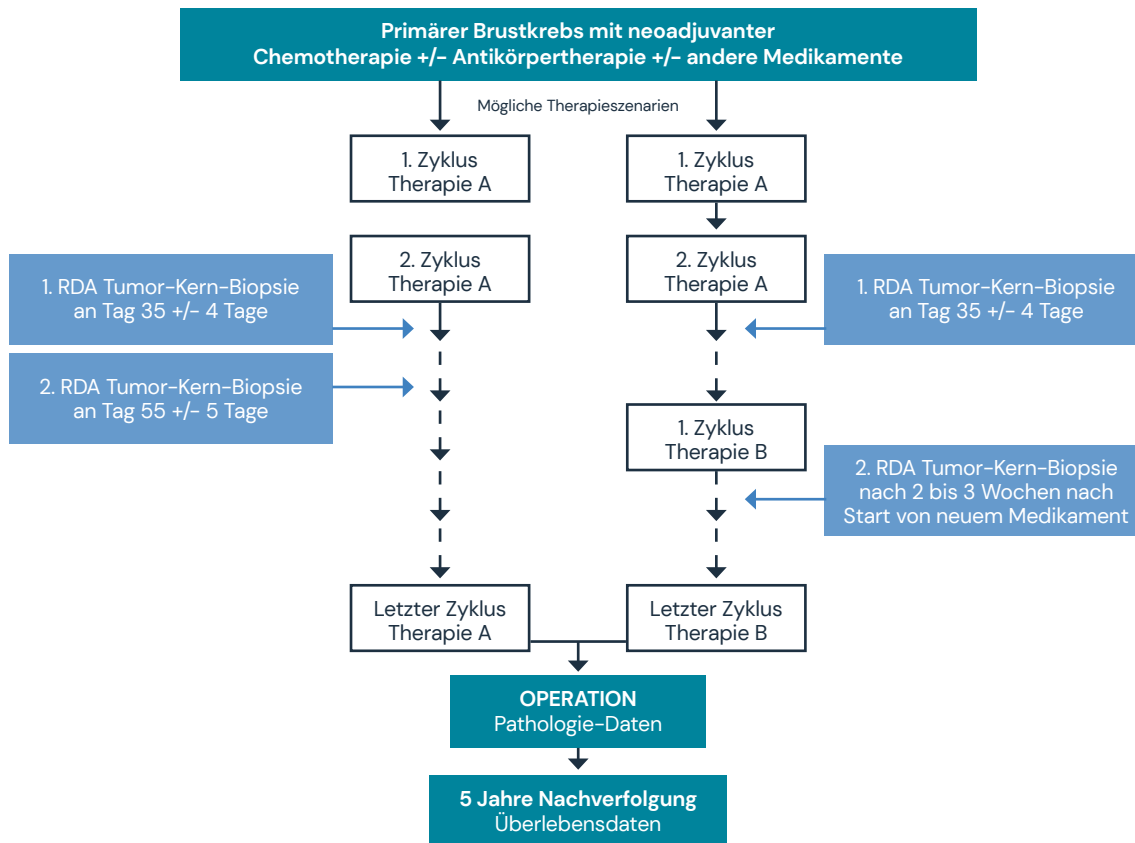 Primärer Brustkrebs mit neoadjuvanter
Chemotherapie +/- Antikörpertherapie +/- andere Medikamente
Mögliche Therapieszenarien
1. Zyklus
Therapie A
1. Zyklus
Therapie A
2. Zyklus
Therapie A
2. Zyklus
Therapie A
1. RDA Tumor-Kern-Biopsie
an Tag 35 +/- 4 Tage
1. RDA Tumor-Kern-Biopsie
an Tag 35 +/- 4 Tage
2. RDA Tumor-Kern-Biopsie
an Tag 55 +/- 5 Tage
1. Zyklus
Therapie B
2. RDA Tumor-Kern-Biopsie
nach 2 bis 3 Wochen nach
Start von neuem Medikament
Letzter Zyklus
Therapie A
Letzter Zyklus
Therapie B
OPERATION
Pathologie-Daten
5 Jahre Nachverfolgung
Überlebensdaten